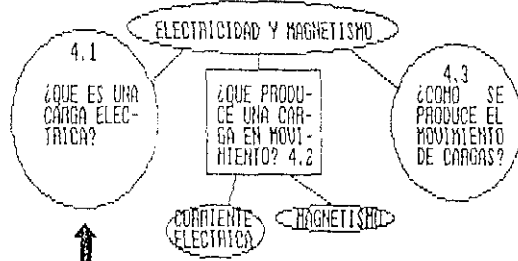 ELECTRICIDAD Y MAGNETISMO
4.1
¿QUE ES UNA
CARGA ELEC-
TRICA?
¿QUE PRODU-
CE UNA CAR-
GA EN MOVI-
MIENTO? 4.2
4.3
¿COMO SE
PRODUCE EL
MOVIMIENTO
DE CARGAS?
CORRIENTE
ELECTRICA
MAGNETISMO